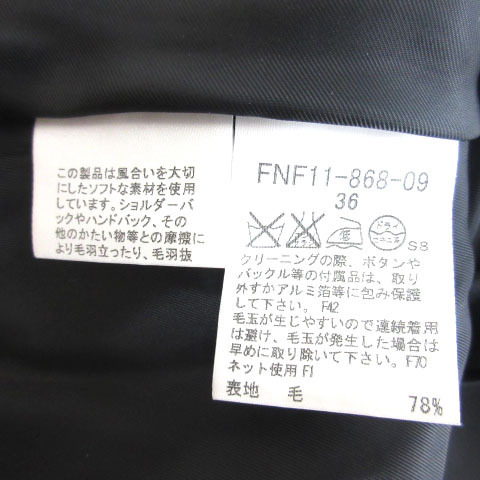 この製品は風合いを大切
にしたソフトな素材を使用
しています。ショルダーバ
ックやハンドバック、その
他のかたい物等との摩擦に
より毛羽立ったり、毛羽抜
FNF11-868-09
36
ドライ
セキユ系
S8
クリーニングの際、ボタンや
バックル等の付属品は、取り
外すかアルミ箔等に包み保護
して下さい。 F42
毛玉が生じやすいので連続着用
は避け、毛玉が発生した場合は
早めに取り除いて下さい。 F70
ネット使用 F1
表地 毛 78%